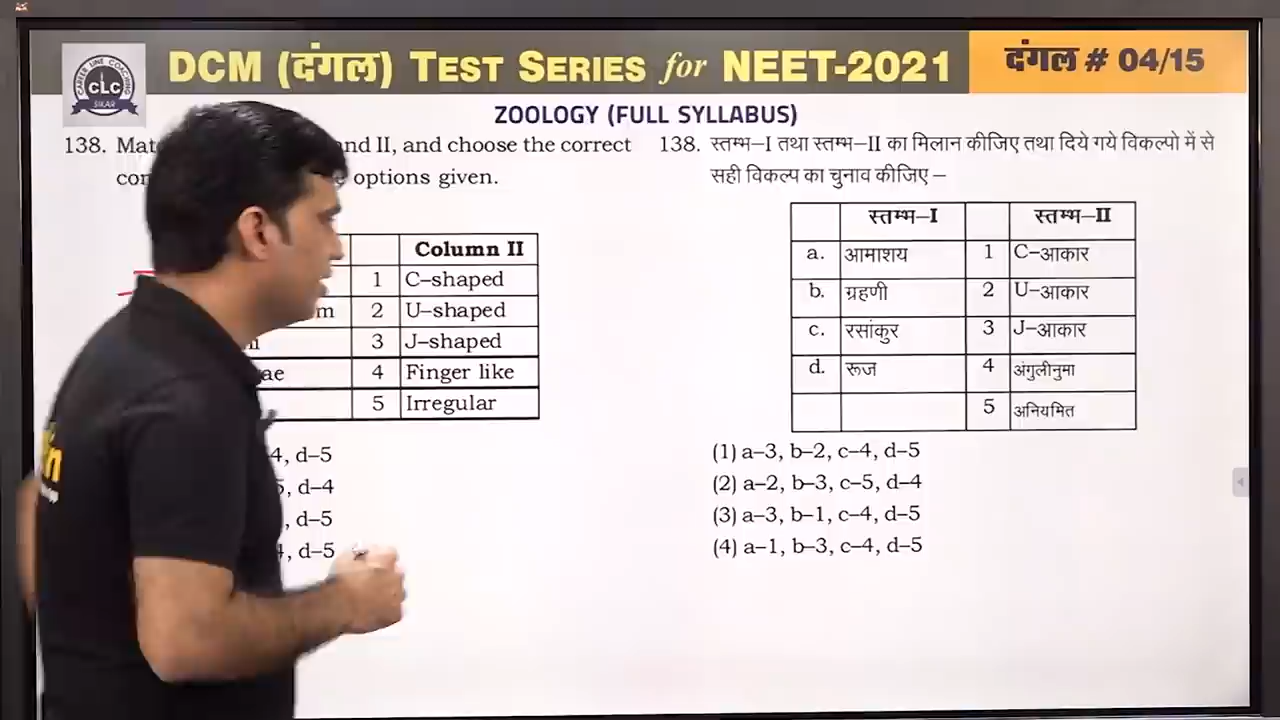 CAREER LINE COACHING
CLC
SIKAR
DCM (दंगल) TEST SERIES for NEET-2021
दंगल # 04/15
ZOOLOGY (FULL SYLLABUS)
138. and II, and choose the correct
options given.
Column II
1 C–shaped
m 2 U–shaped
3 J–shaped
ae 4 Finger like
5 Irregular
4, d–5
5, d–4
, d–5
4, d–5
138. स्तम्भ–I तथा स्तम्भ–II का मिलान कीजिए तथा दिये गये विकल्पो में से
सही विकल्प का चुनाव कीजिए –
स्तम्भ–I स्तम्भ–II
a. आमाशय 1 C–आकार
b. ग्रहणी 2 U–आकार
c. रसांकुर 3 J–आकार
d. रूज 4 अंगुलीनुमा
5 अनियमित
(1) a–3, b–2, c–4, d–5
(2) a–2, b–3, c–5, d–4
(3) a–3, b–1, c–4, d–5
(4) a–1, b–3, c–4, d–5